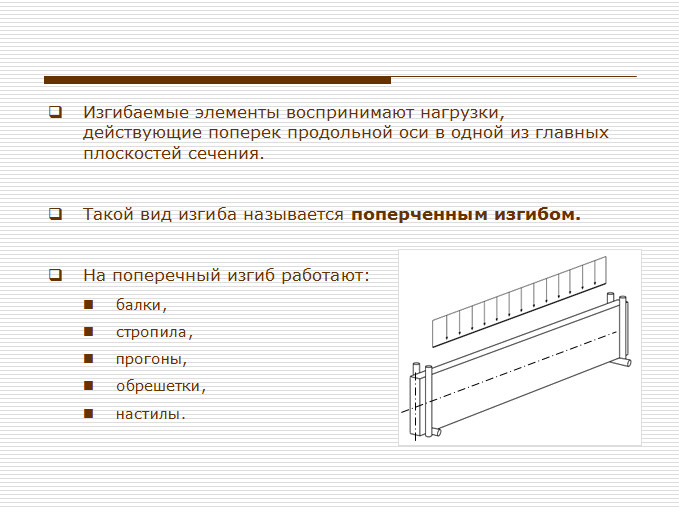 Изгибаемые элементы воспринимают нагрузки,
действующие поперек продольной оси в одной из главных
плоскостей сечения.
Такой вид изгиба называется поперченным изгибом.
На поперечный изгиб работают:
балки,
стропила,
прогоны,
обрешетки,
настилы.